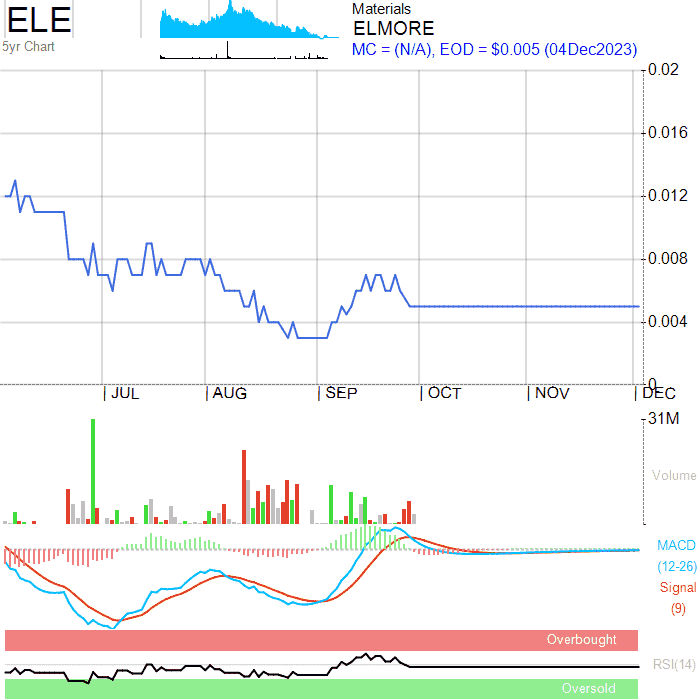 ELE
5yr Chart
Materials
ELMORE
MC = (N/A), EOD = $0.005 (04Dec2023)
0.02
0.016
0.012
0.008
0.004
0
JUL AUG SEP OCT NOV DEC
31M
Volume
MACD
(12-26)
Signal
(9)
Overbought
RSI(14)
Oversold